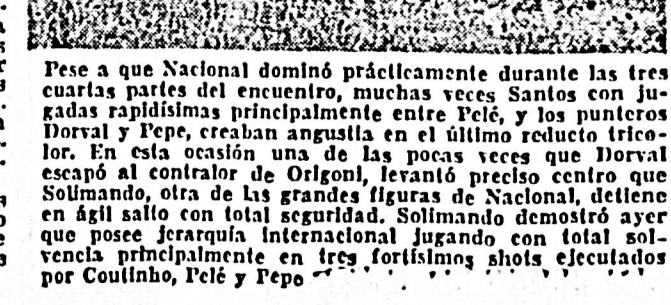 Pese a que Nacional dominó prácticamente durante las tres
cuartas partes del encuentro, muchas veces Santos con ju-
gadas rapidísimas principalmente entre Pelé, y los punteros
Dorval y Pepe, creaban angustia en el último reducto trico-
lor. En esta ocasión una de las pocas veces que Dorval
escapó al contralor de Origoni, levantó preciso centro que
Solimando, otra de las grandes figuras de Nacional, detiene
en ágil salto con total seguridad. Solimando demostró ayer
que posee jerarquía internacional jugando con total sol-
vencia principalmente en tres fortísimos shots ejecutados
por Coutinho, Pelé y Pepe